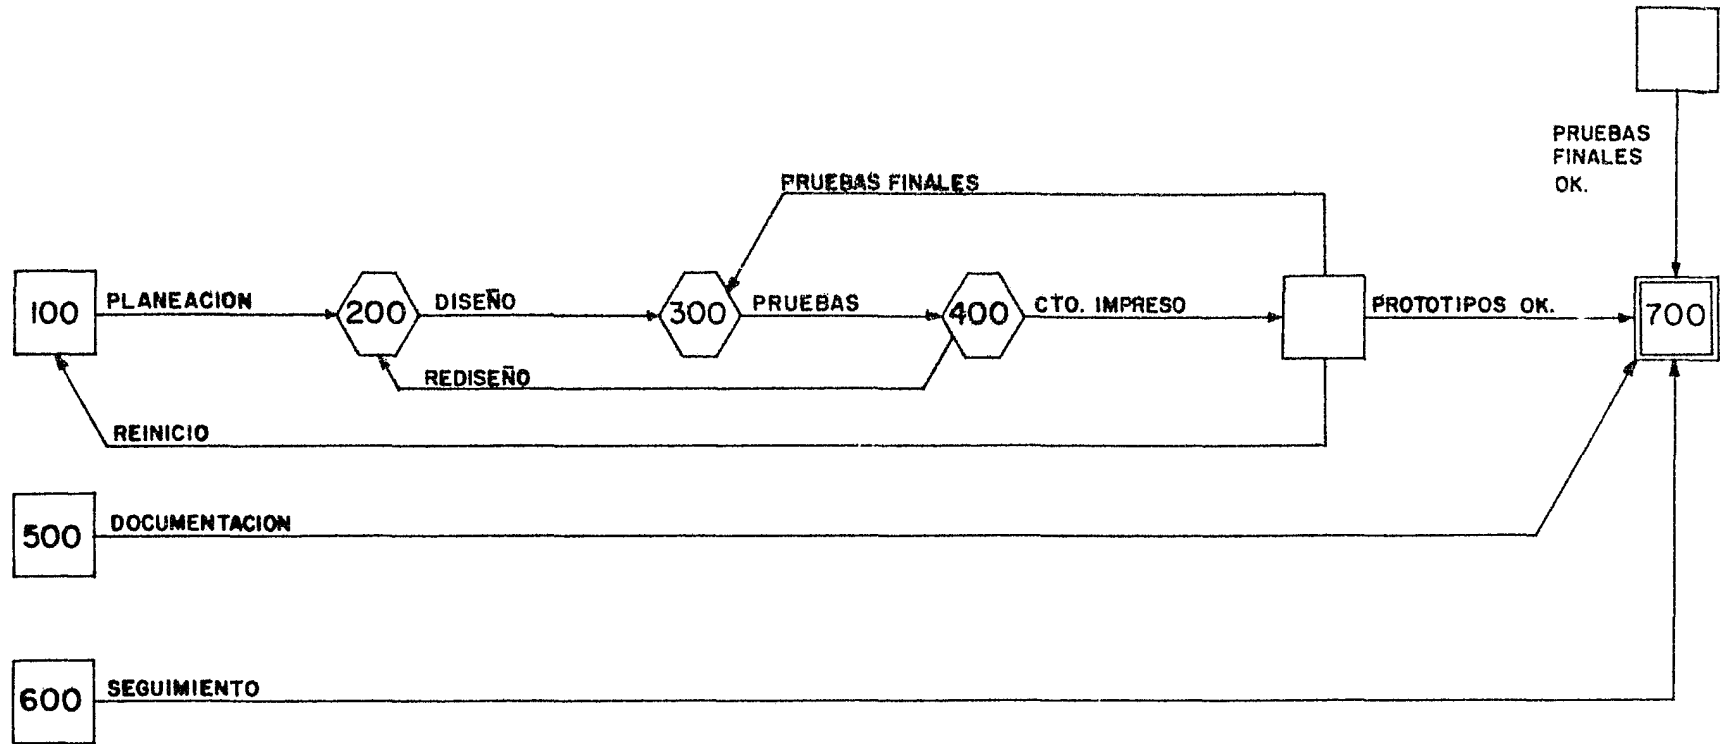 PRUEBAS
FINALES
OK.
PRUEBAS FINALES
100
PLANEACION
200
DISEÑO
300
PRUEBAS
400
CTO. IMPRESO
PROTOTIPOS OK.
700
REDISEÑO
REINICIO
500
DOCUMENTACION
600
SEGUIMIENTO